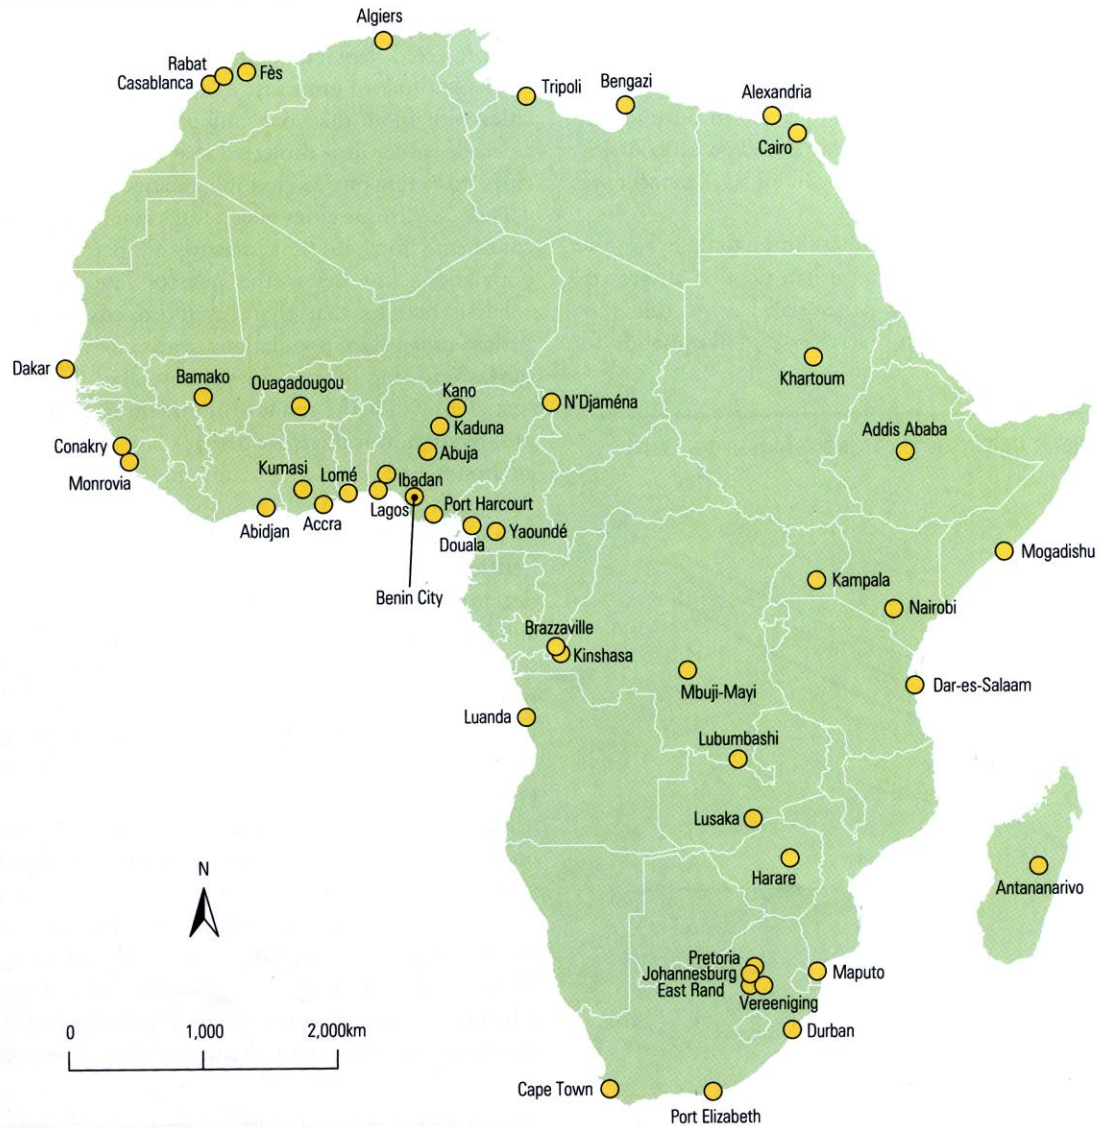 Algiers
Rabat
Fès
Casablanca
Tripoli
Bengazi
Alexandria
Cairo
Dakar
Bamako
Ouagadougou
Kano
N'Djaména
Khartoum
Kaduna
Addis Ababa
Conakry
Abuja
Monrovia
Kumasi
Lomé
Ibadan
Lagos
Port Harcourt
Abidjan
Accra
Douala
Yaoundé
Mogadishu
Benin City
Kampala
Nairobi
Brazzaville
Kinshasa
Mbuji-Mayi
Dar-es-Salaam
Luanda
Lubumbashi
Lusaka
Harare
Antananarivo
N
Pretoria
Johannesburg
East Rand
Vereeniging
Maputo
Durban
0 1,000 2,000km
Cape Town
Port Elizabeth